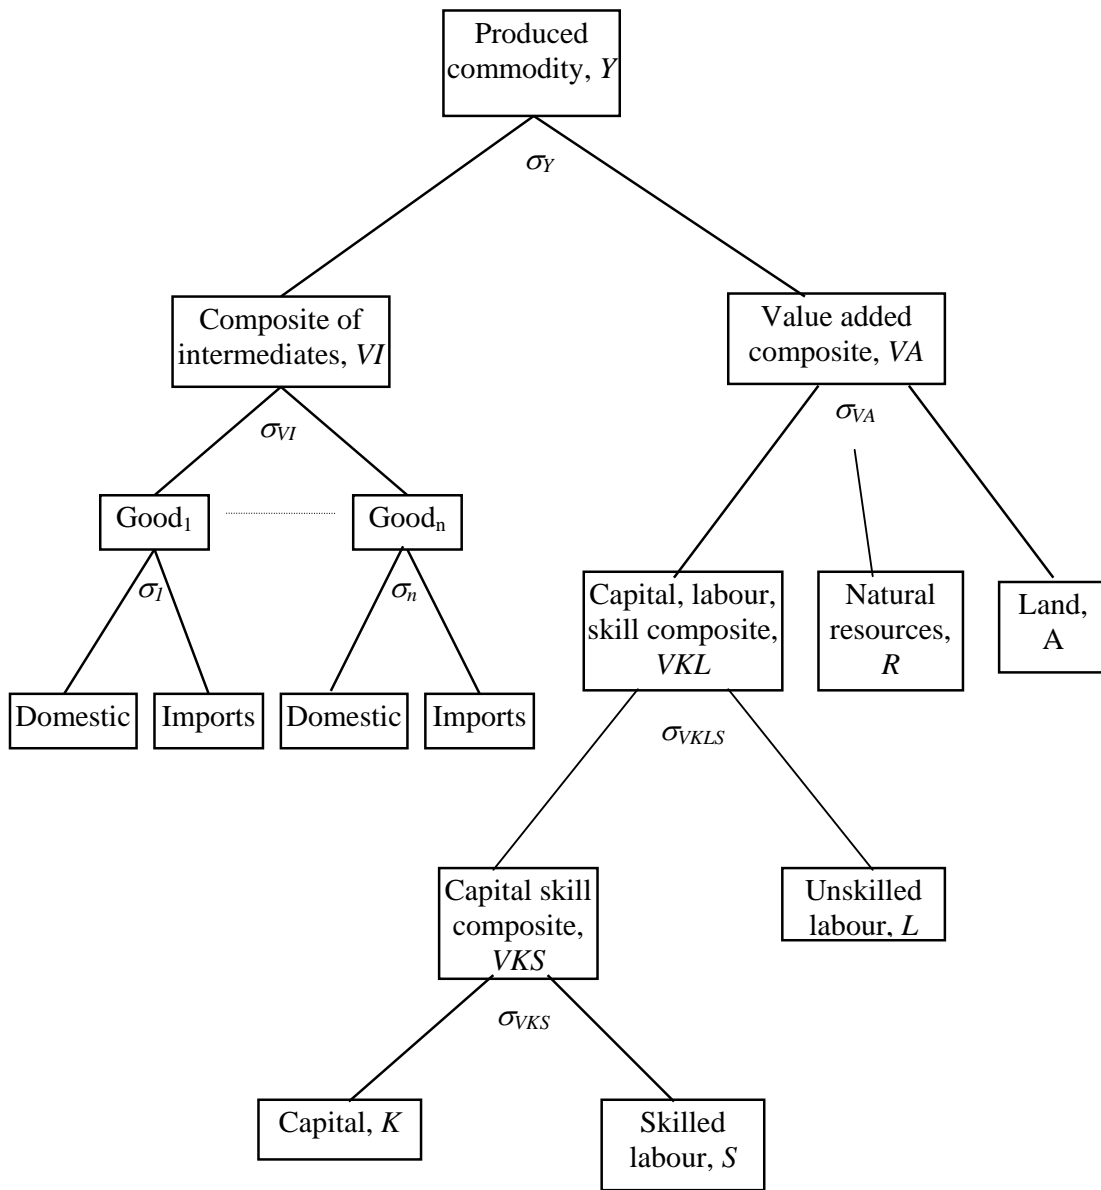 Produced
commodity, Y
σY
Composite of
intermediates, VI
Value added
composite, VA
σVI
σVA
Good1
Goodn
σ1
σn
Capital, labour,
skill composite,
VKL
Natural
resources,
R
Land,
A
Domestic
Imports
Domestic
Imports
σVKLS
Capital skill
composite,
VKS
Unskilled
labour, L
σVKS
Capital, K
Skilled
labour, S